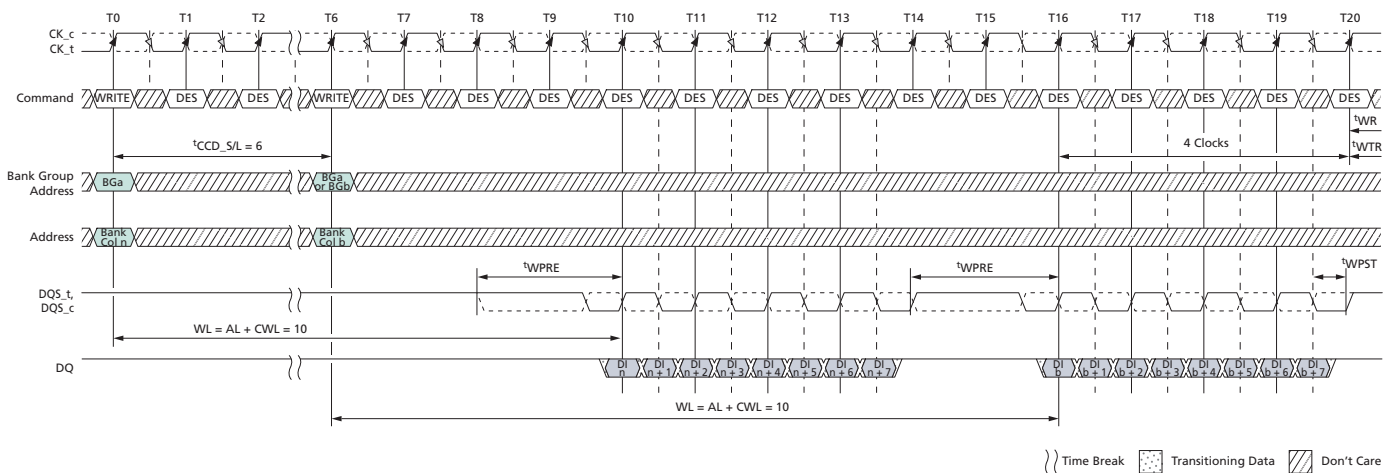 T0 T1 T2 T6 T7 T8 T9 T10 T11 T12 T13 T14 T15 T16 T17 T18 T19 T20
CK_c
CK_t
Command WRITE DES DES WRITE DES DES DES DES DES DES DES DES DES DES DES DES DES DES
tWR
tCCD_S/L = 6
4 Clocks
tWTR
Bank Group
Address
BGa
BGa
or BGb
Address
Bank
Col n
Bank
Col b
tWPRE
tWPRE
tWPST
DQS_t,
DQS_c
WL = AL + CWL = 10
DQ
DI
n
DI
n + 1
DI
n + 2
DI
n + 3
DI
n + 4
DI
n + 5
DI
n + 6
DI
n + 7
DI
b
DI
b + 1
DI
b + 2
DI
b + 3
DI
b + 4
DI
b + 5
DI
b + 6
DI
b + 7
WL = AL + CWL = 10
Time Break Transitioning Data Don't Care